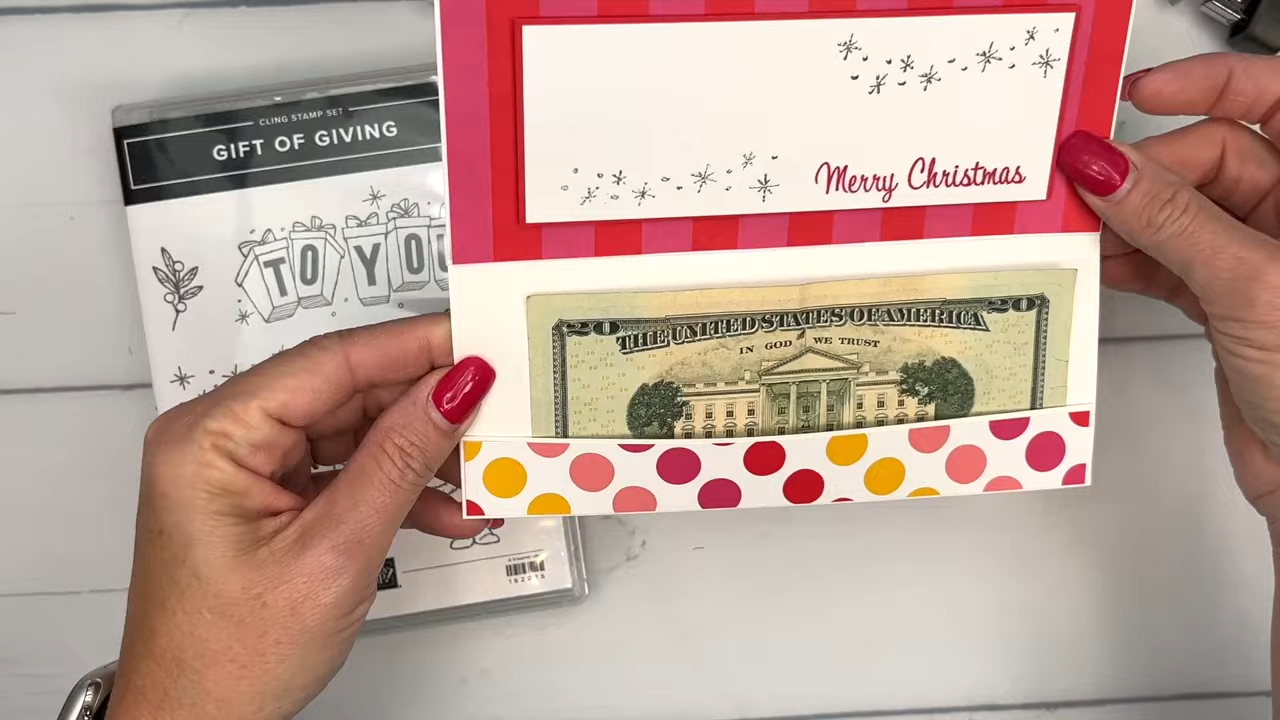 CLING STAMP SET
GIFT OF GIVING
TO YOU
Merry Christmas
20 THE UNITED STATES OF AMERICA 20
IN GOD WE TRUST
162015